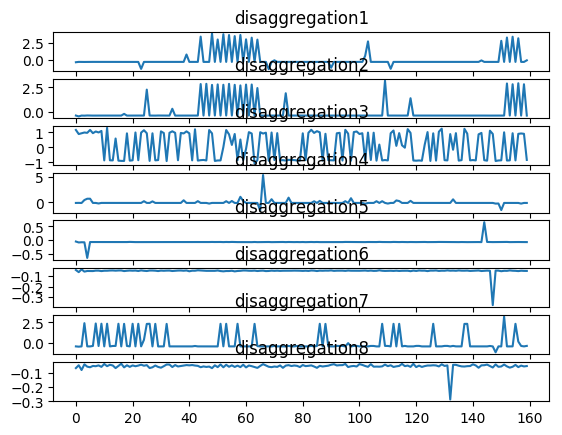 disaggregation1
2.5
0.0
disaggregation2
2.5
0.0
disaggregation3
1
0
−1
disaggregation4
5
0
disaggregation5
0.5
0.0
−0.5
disaggregation6
−0.1
−0.2
−0.3
disaggregation7
2.5
0.0
disaggregation8
−0.1
−0.2
−0.3
0 20 40 60 80 100 120 140 160